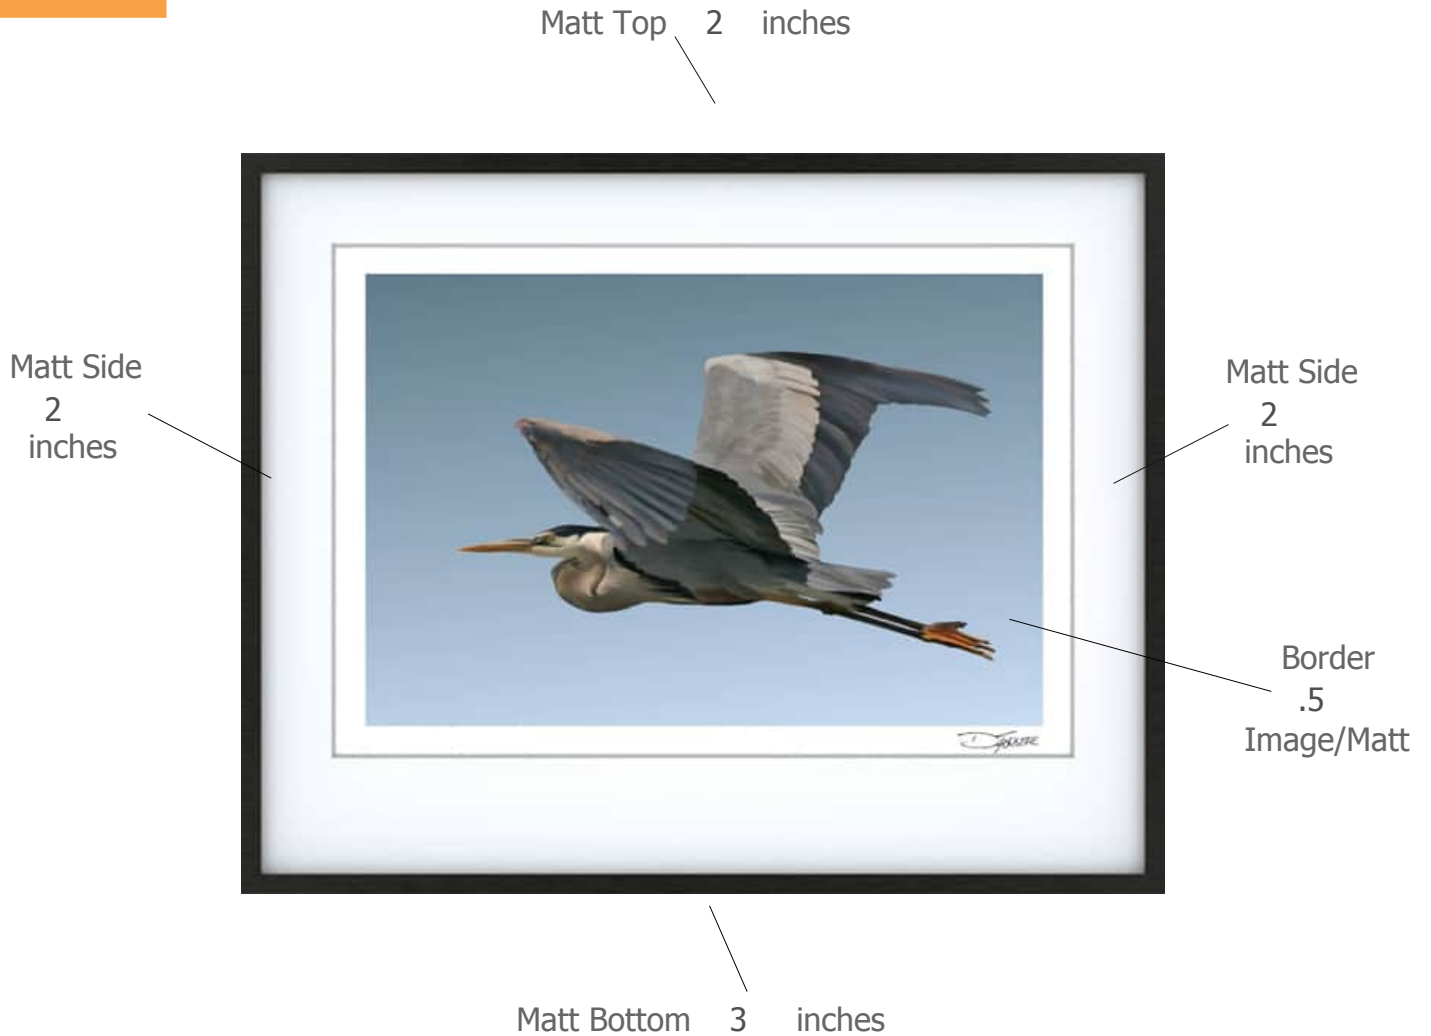 Matt Top 2 inches
Matt Side
2
inches
Matt Side
2
inches
Border
.5
Image/Matt
Matt Bottom 3 inches